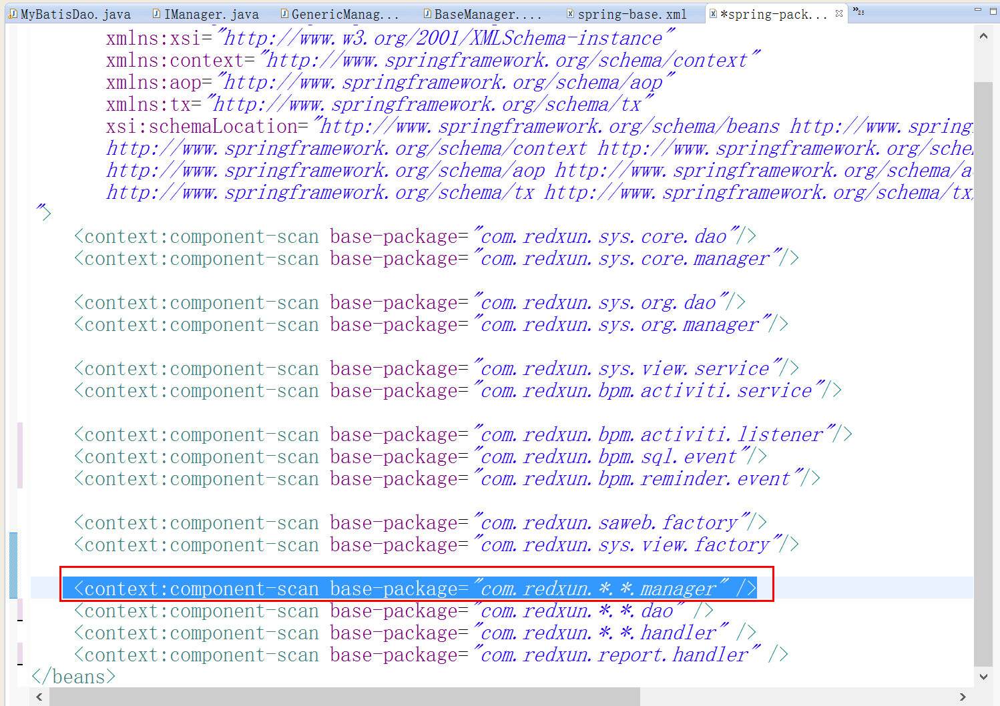 MyBatisDao.java IManager.java GenericManag... BaseManager.... spring-base.xml *spring-pack... »25
xmlns:xsi="http://www.w3.org/2001/XMLSchema-instance"
xmlns:context="http://www.springframework.org/schema/context"
xmlns:aop="http://www.springframework.org/schema/aop"
xmlns:tx="http://www.springframework.org/schema/tx"
xsi:schemaLocation="http://www.springframework.org/schema/beans http://www.spring
http://www.springframework.org/schema/context http://www.springframework.org/sche
http://www.springframework.org/schema/aop http://www.springframework.org/schema/a
http://www.springframework.org/schema/tx http://www.springframework.org/schema/tx/
">
<context:component-scan base-package="com.redxun.sys.core.dao"/>
<context:component-scan base-package="com.redxun.sys.core.manager"/>
<context:component-scan base-package="com.redxun.sys.org.dao"/>
<context:component-scan base-package="com.redxun.sys.org.manager"/>
<context:component-scan base-package="com.redxun.sys.view.service"/>
<context:component-scan base-package="com.redxun.bpm.activiti.service"/>
<context:component-scan base-package="com.redxun.bpm.activiti.listener"/>
<context:component-scan base-package="com.redxun.bpm.sql.event"/>
<context:component-scan base-package="com.redxun.bpm.reminder.event"/>
<context:component-scan base-package="com.redxun.saweb.factory"/>
<context:component-scan base-package="com.redxun.sys.view.factory"/>
<context:component-scan base-package="com.redxun.*.*.manager" />
<context:component-scan base-package="com.redxun.*.*.dao" />
<context:component-scan base-package="com.redxun.*.*.handler" />
<context:component-scan base-package="com.redxun.report.handler" />
</beans>